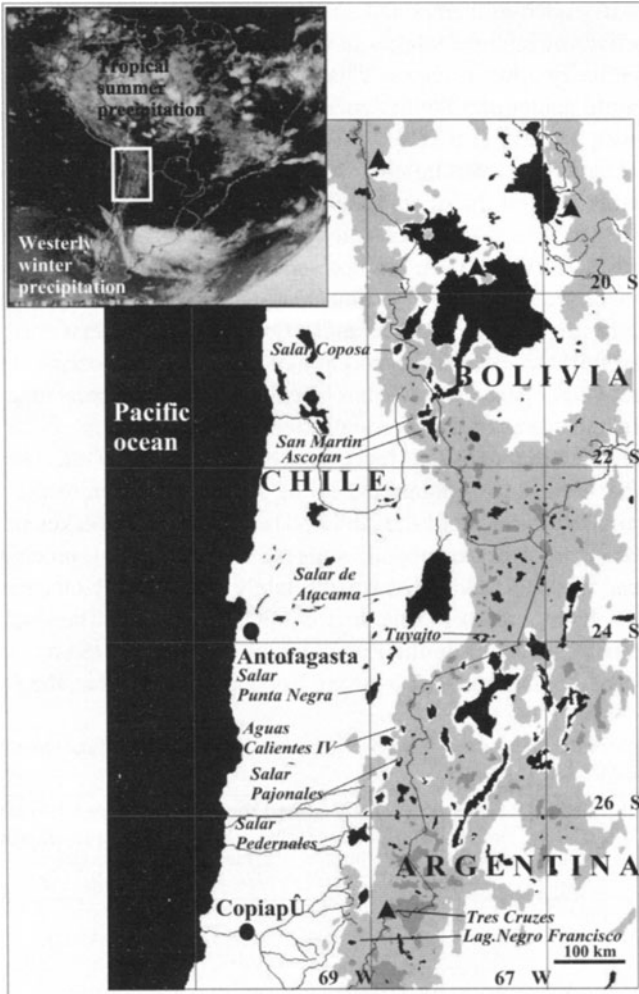 Tropical
summer
precipitation
Westerly
winter
precipitation
20 S
Salar Coposa
BOLIVIA
Pacific
ocean
San Martin
Ascotan
22 S
CHILE
Salar de
Atacama
Tuyajto
24 S
Antofagasta
Salar
Punta Negra
Aguas
Calientes IV
Salar
Pajonales
26 S
Salar
Pedernales
ARGENTINA
CopiapÛ
Tres Cruzes
Lag.Negro Francisco
69 W
67 W
100 km